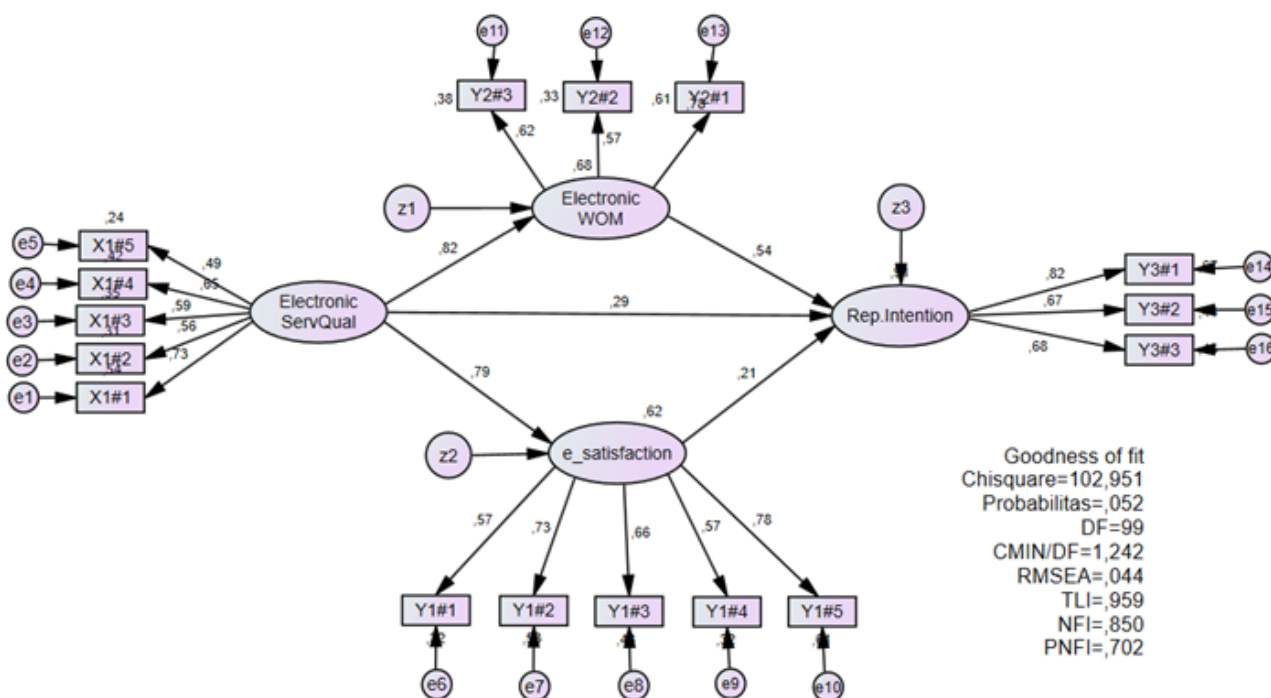 e11
e12
e13
,38
Y2#3
,33
Y2#2
,61
Y2#1
,62
,57
,78
,68
z1
Electronic
WOM
z3
,24
e5
X1#5
,49
,82
,54
e4
X1#4
,65
Electronic
ServQual
,29
Rep.Intention
,82
Y3#1
e14
e3
X1#3
,59
,67
Y3#2
e15
e2
X1#2
,56
,68
Y3#3
e16
e1
X1#1
,73
,54
,79
,21
,62
z2
e_satisfaction
,57
,73
,66
,57
,78
Y1#1
Y1#2
Y1#3
Y1#4
Y1#5
e6
e7
e8
e9
e10
Goodness of fit
Chisquare=102,951
Probabilitas=,052
DF=99
CMIN/DF=1,242
RMSEA=,044
TLI=,959
NFI=,850
PNFI=,702